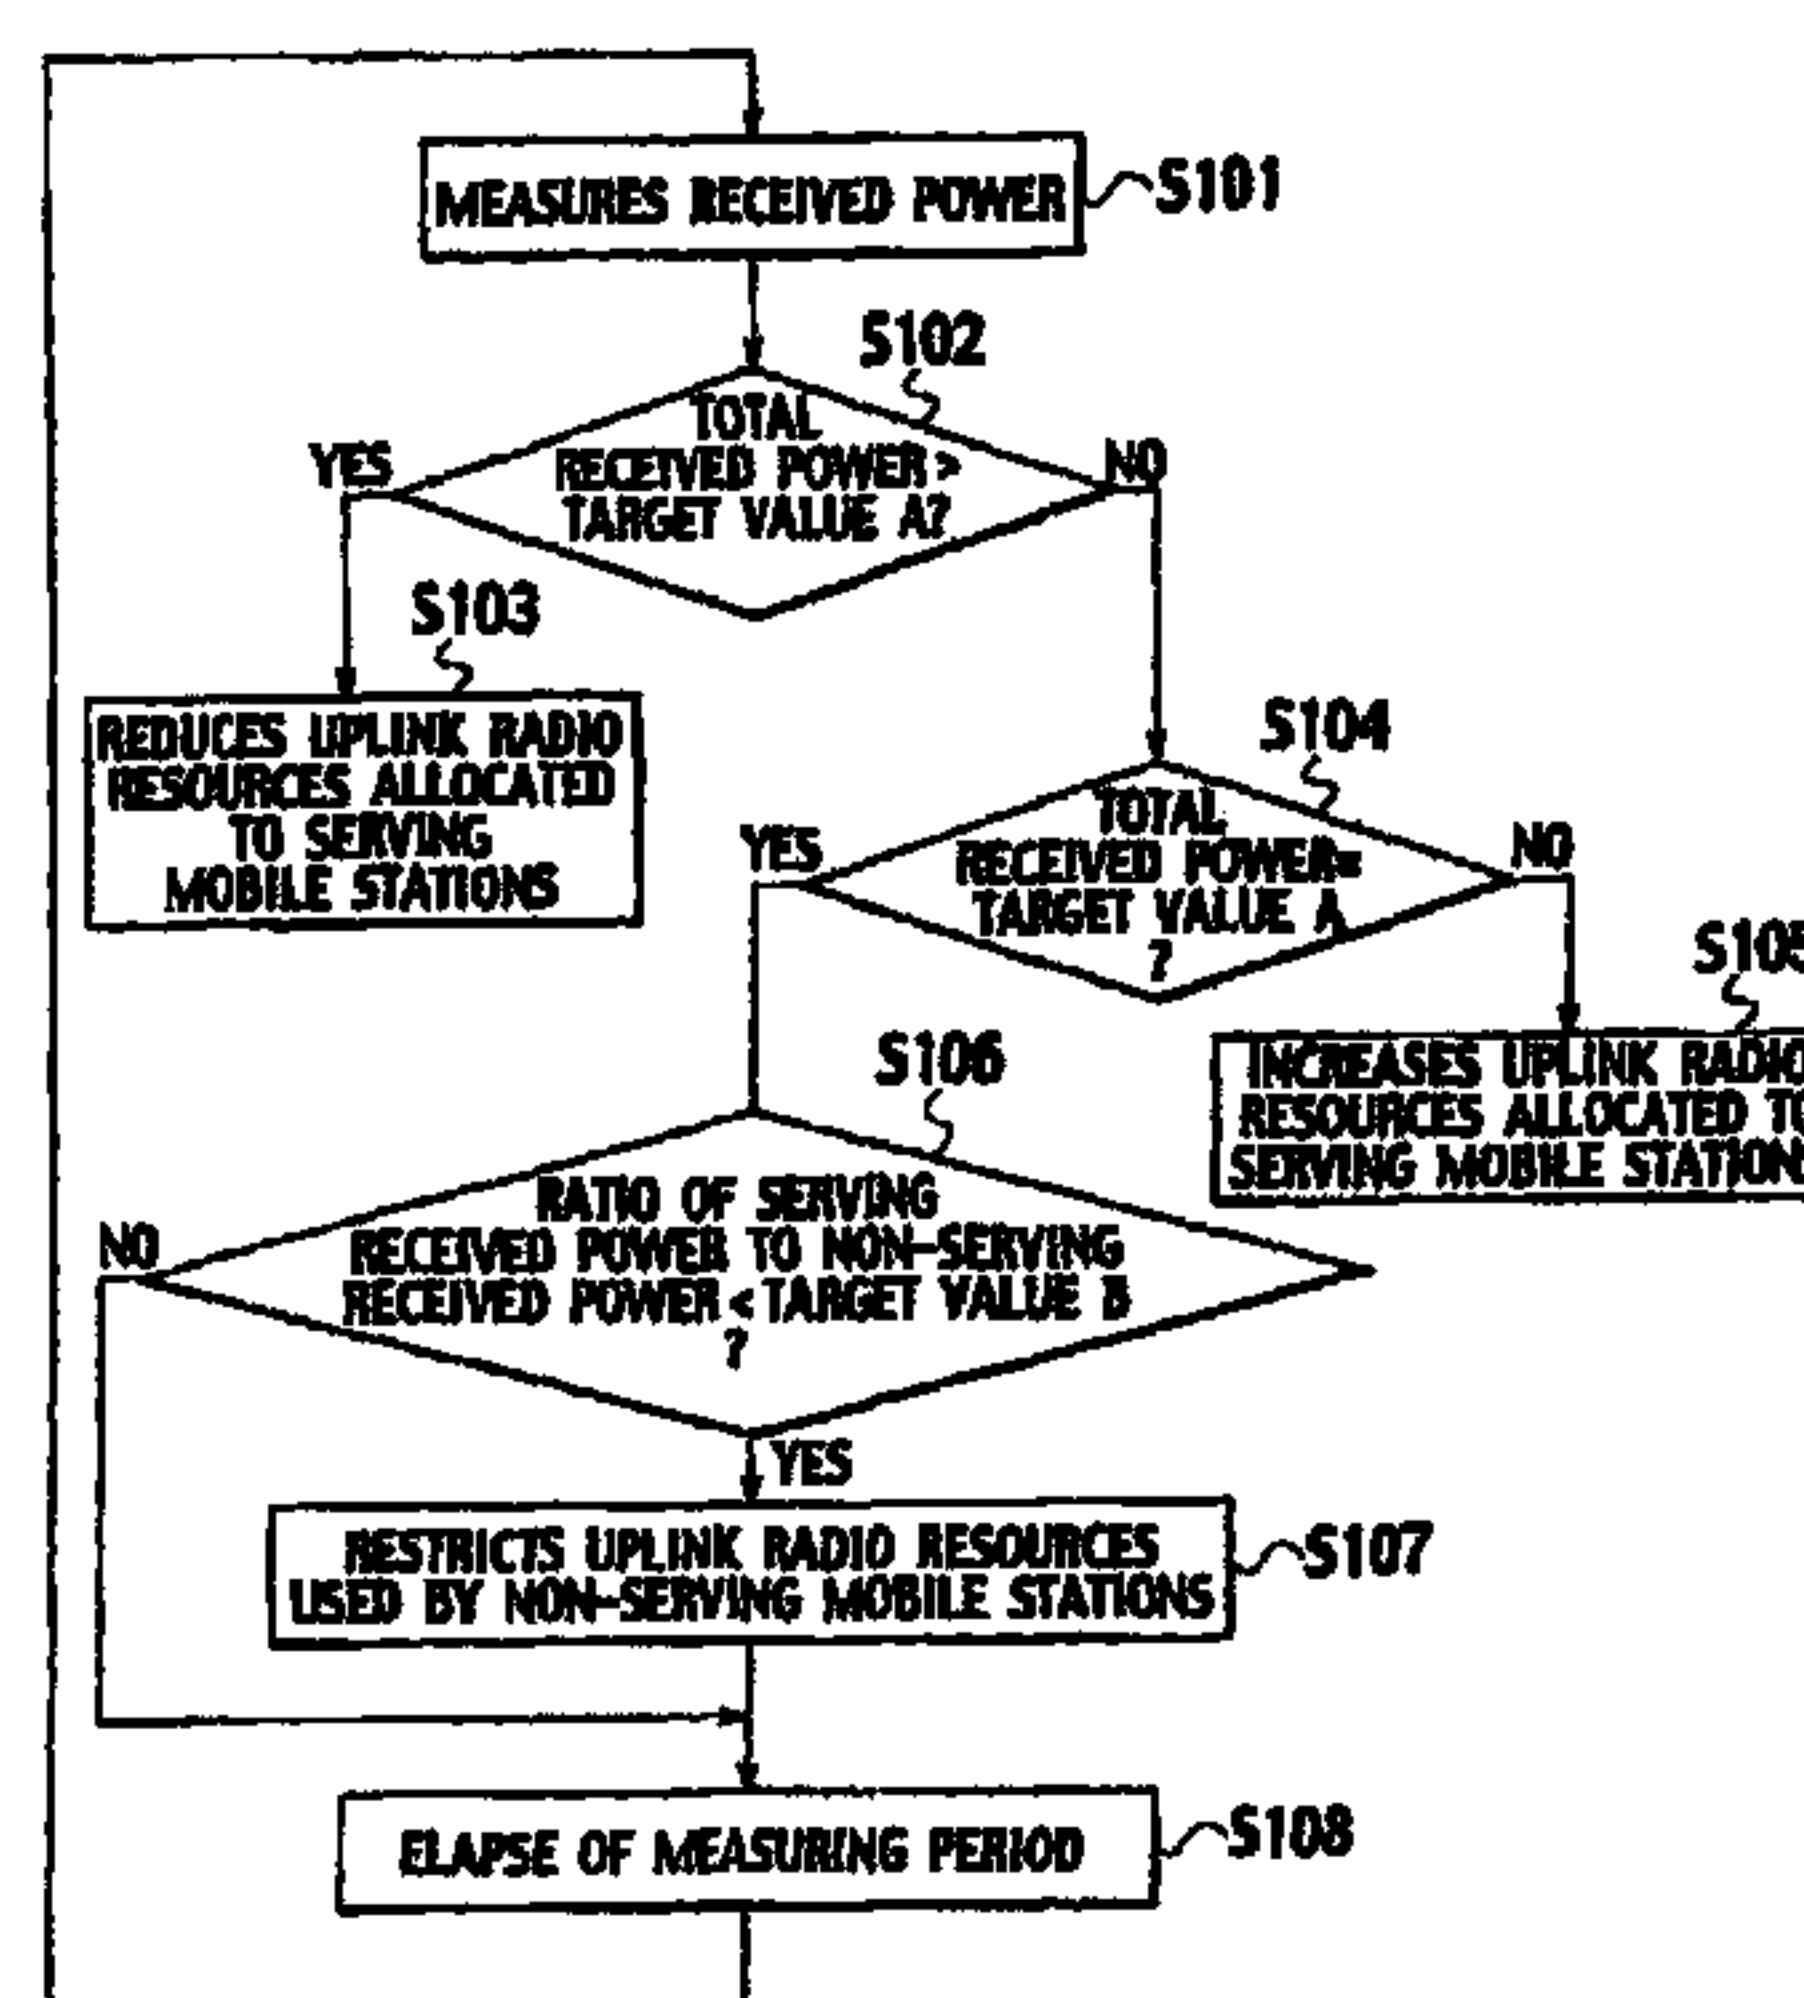 MEASURES RECEIVED POWER
S101
S102
TOTAL
RECEIVED POWER >
TARGET VALUE A?
YES
NO
S103
REDUCES UPLINK RADIO
RESOURCES ALLOCATED
TO SERVING
MOBILE STATIONS
S104
TOTAL
RECEIVED POWER=
TARGET VALUE A
?
YES
NO
S105
INCREASES UPLINK RADIO
RESOURCES ALLOCATED TO
SERVING MOBILE STATION
S106
RATIO OF SERVING
RECEIVED POWER TO NON-SERVING
RECEIVED POWER < TARGET VALUE B
?
NO
YES
RESTRICTS UPLINK RADIO RESOURCES
USED BY NON-SERVING MOBILE STATIONS
S107
ELAPSE OF MEASURING PERIOD
S108